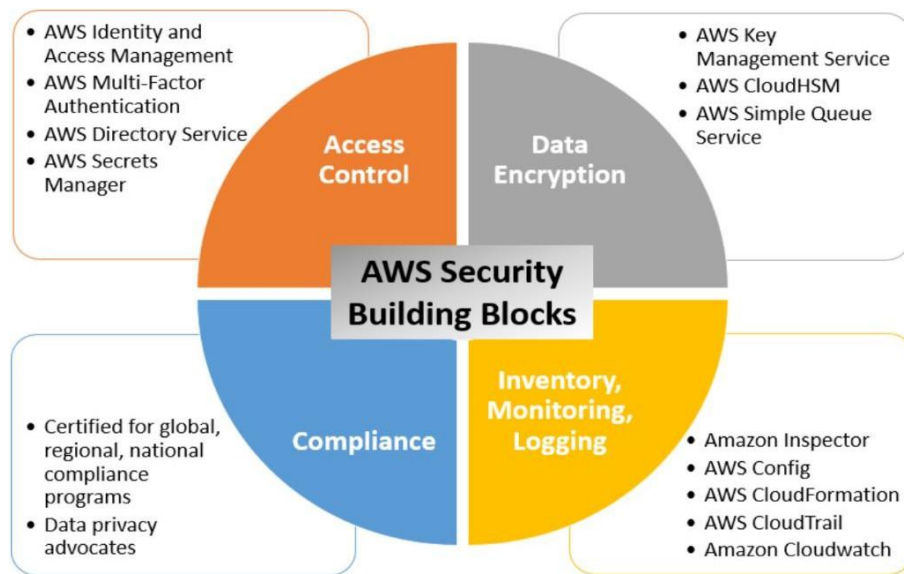 • AWS Identity and
Access Management
• AWS Multi-Factor
Authentication
• AWS Directory Service
• AWS Secrets
Manager
Access
Control
• AWS Key
Management Service
• AWS CloudHSM
• AWS Simple Queue
Service
Data
Encryption
AWS Security
Building Blocks
• Certified for global,
regional, national
compliance
programs
• Data privacy
advocates
Compliance
Inventory,
Monitoring,
Logging
• Amazon Inspector
• AWS Config
• AWS CloudFormation
• AWS CloudTrail
• Amazon Cloudwatch